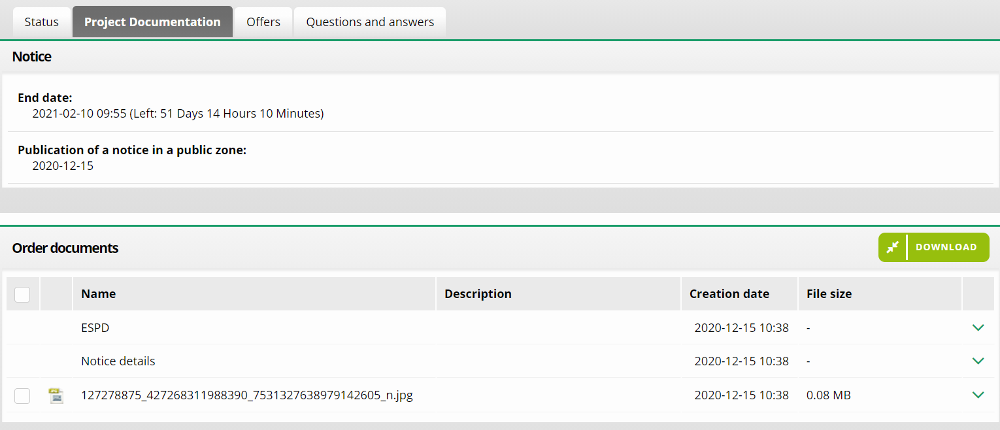 Status Project Documentation Offers Questions and answers
Notice
End date:
2021-02-10 09:55 (Left: 51 Days 14 Hours 10 Minutes)
Publication of a notice in a public zone:
2020-12-15
Order documents DOWNLOAD
Name Description Creation date File size
ESPD 2020-12-15 10:38 -
Notice details 2020-12-15 10:38 -
127278875_427268311988390_7531327638979142605_n.jpg 2020-12-15 10:38 0.08 MB